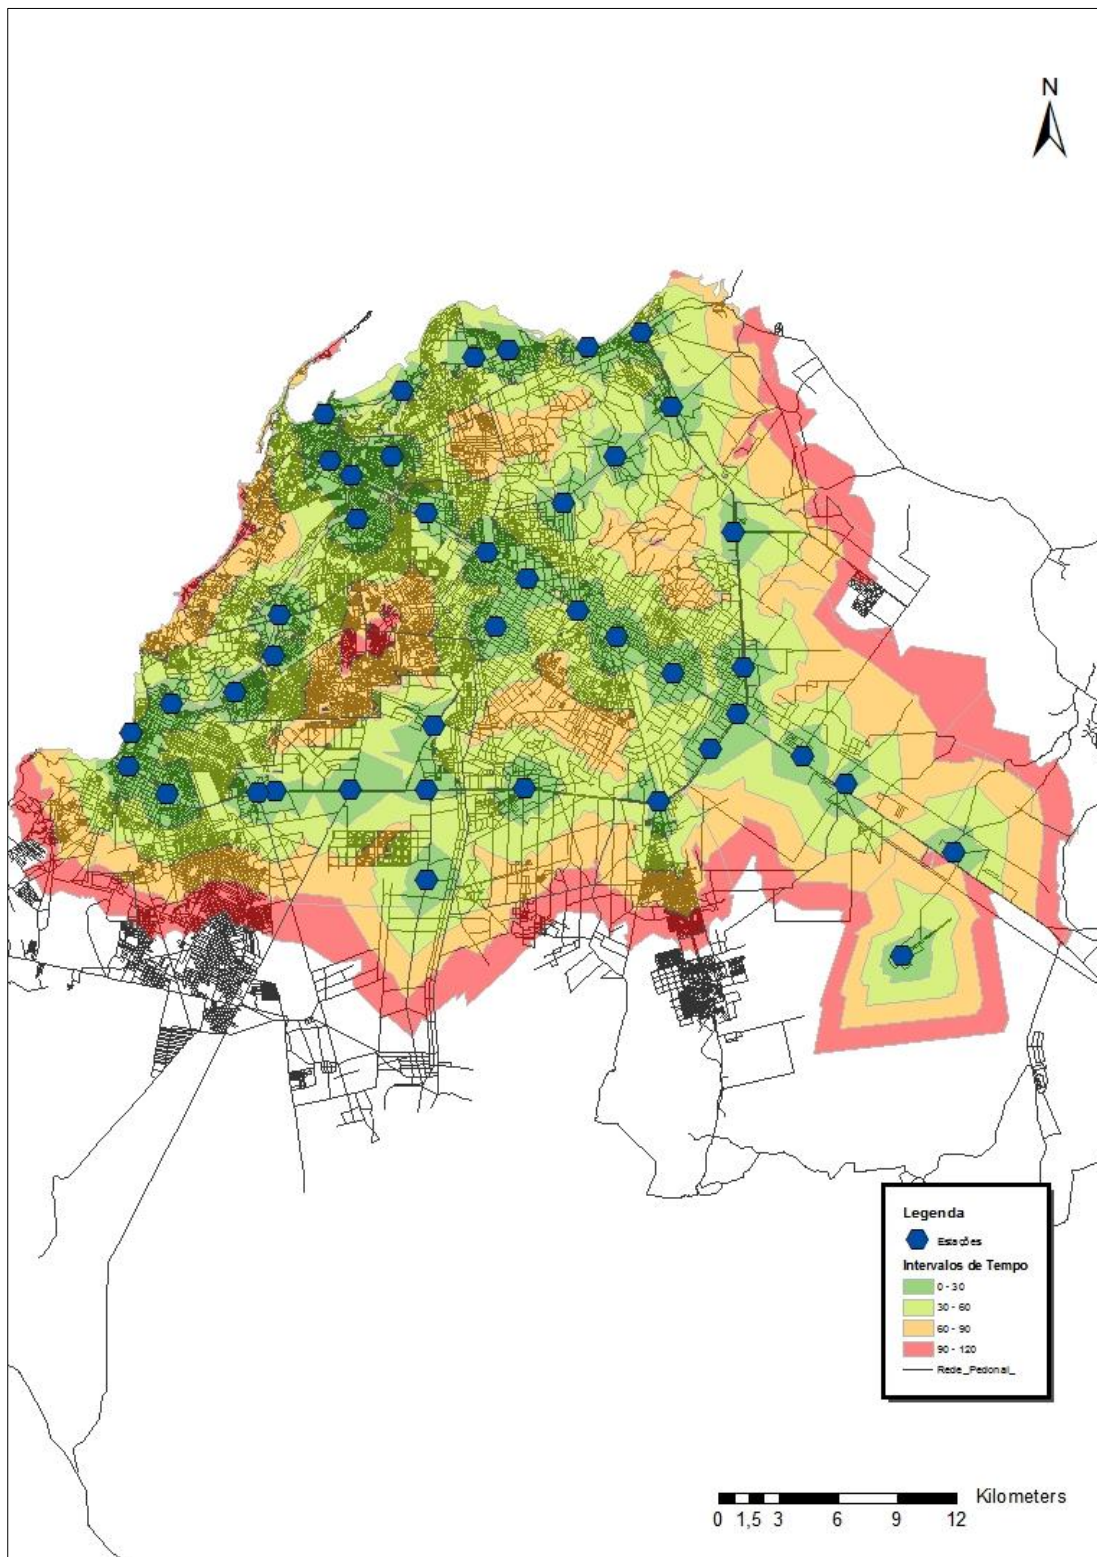 N
Legenda
Estações
Intervalos de Tempo
0 - 30
30 - 60
60 - 90
90 - 120
Rede_Pedonal_
Kilometers
0 1,5 3 6 9 12